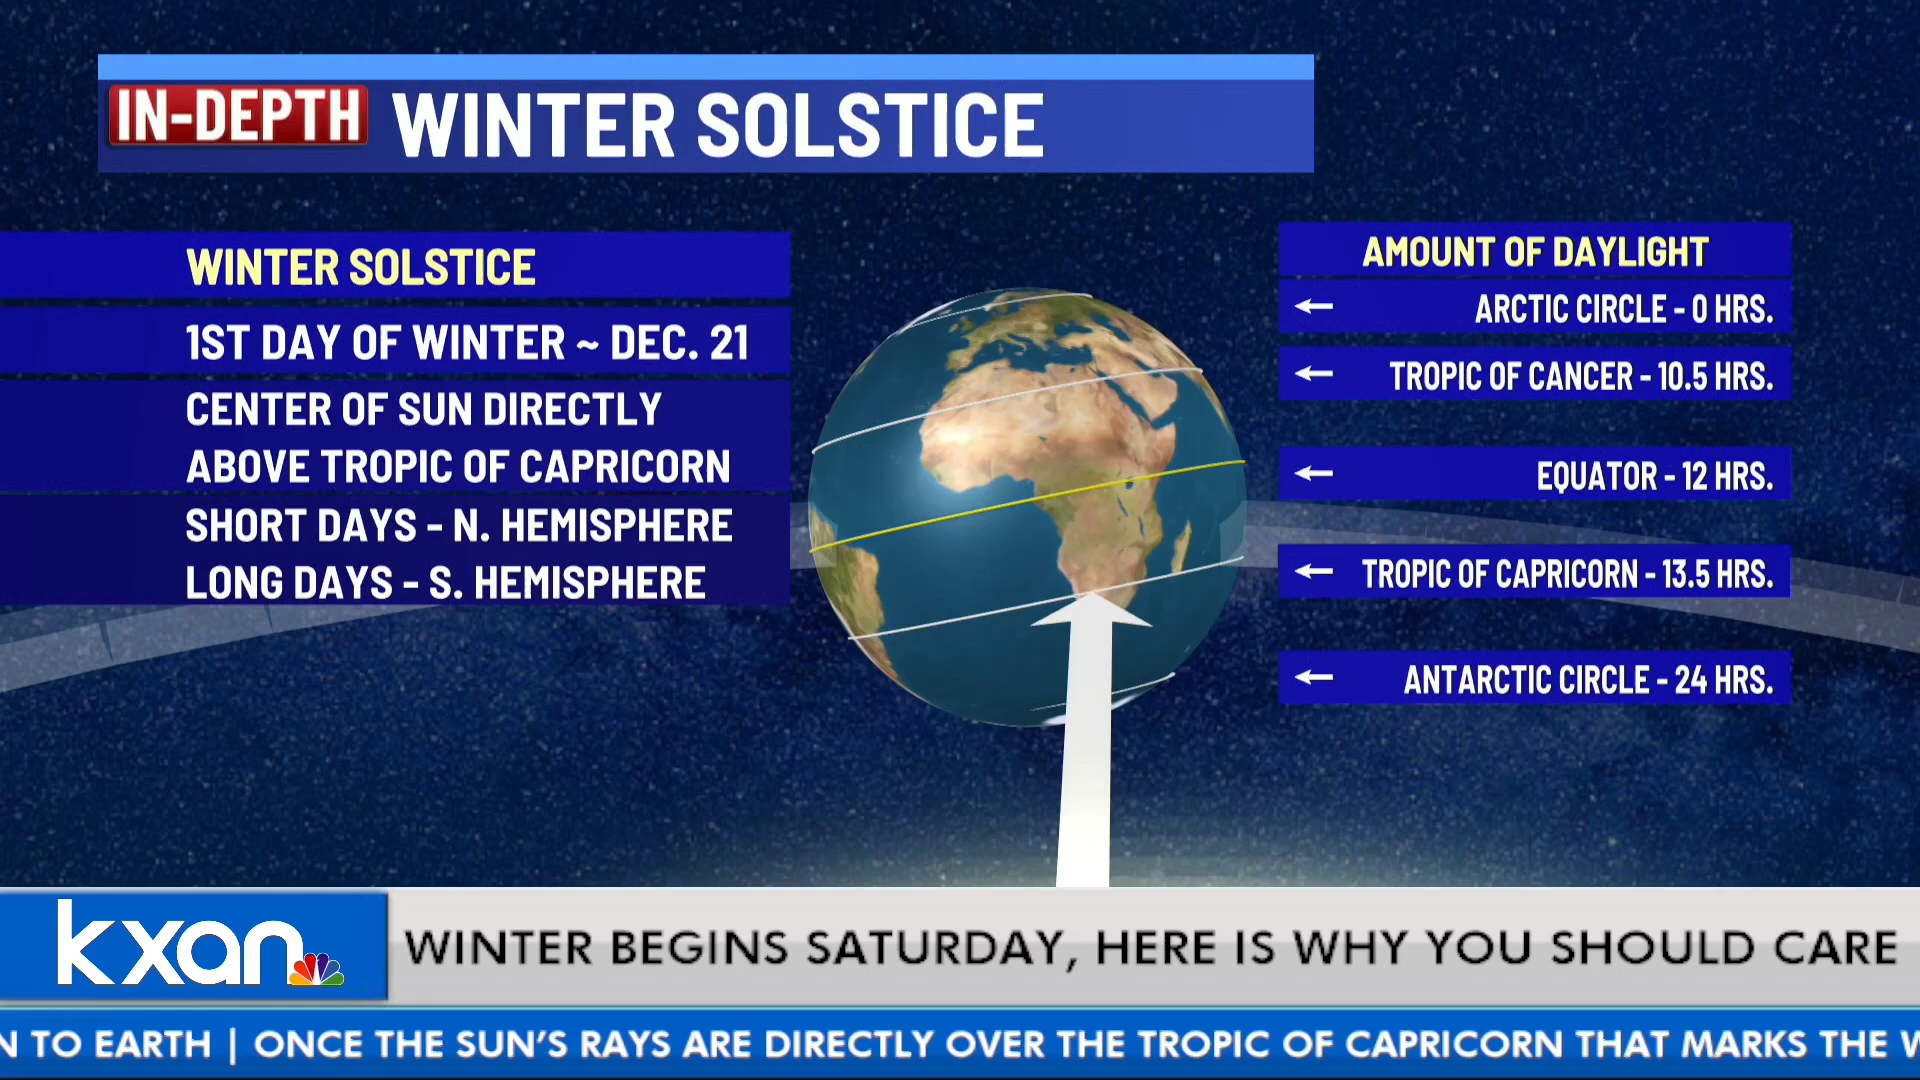 IN-DEPTH WINTER SOLSTICE
WINTER SOLSTICE
1ST DAY OF WINTER ~ DEC. 21
CENTER OF SUN DIRECTLY
ABOVE TROPIC OF CAPRICORN
SHORT DAYS - N. HEMISPHERE
LONG DAYS - S. HEMISPHERE
AMOUNT OF DAYLIGHT
← ARCTIC CIRCLE - 0 HRS.
← TROPIC OF CANCER - 10.5 HRS.
← EQUATOR - 12 HRS.
← TROPIC OF CAPRICORN - 13.5 HRS.
← ANTARCTIC CIRCLE - 24 HRS.
kxan WINTER BEGINS SATURDAY, HERE IS WHY YOU SHOULD CARE
N TO EARTH | ONCE THE SUN'S RAYS ARE DIRECTLY OVER THE TROPIC OF CAPRICORN THAT MARKS THE